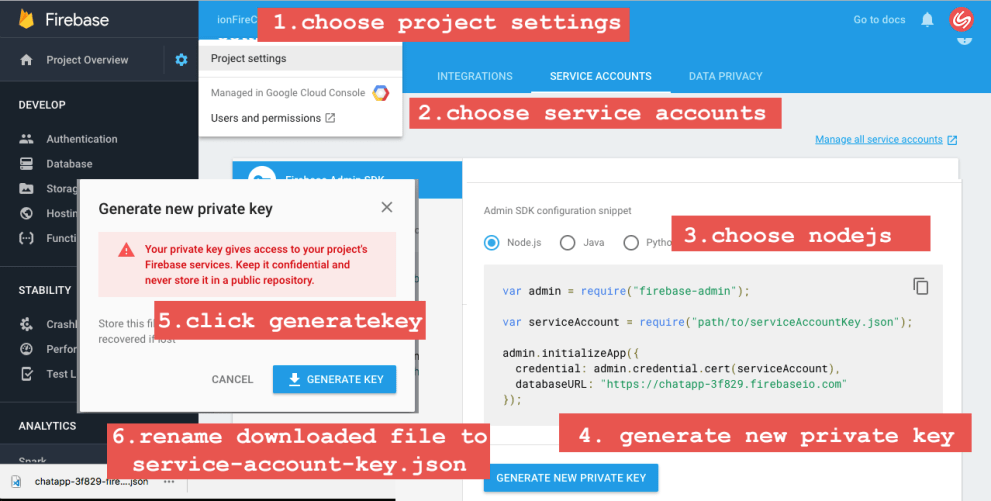 Firebase
ionFireC
1.choose project settings
Go to docs
Project Overview
Project settings
Managed in Google Cloud Console
Users and permissions
INTEGRATIONS
SERVICE ACCOUNTS
DATA PRIVACY
2.choose service accounts
Manage all service accounts
DEVELOP
Authentication
Database
Storag
Hostin
Functi
STABILITY
Crashl
Perfor
Test L
ANALYTICS
Spark
Firebase Admin SDK
Generate new private key
Your private key gives access to your project's
Firebase services. Keep it confidential and
never store it in a public repository.
Store this fi
recovered if lost
5.click generatekey
CANCEL
GENERATE KEY
Admin SDK configuration snippet
3.choose nodejs
Node.js
Java
Pytho
var admin = require("firebase-admin");
var serviceAccount = require("path/to/serviceAccountKey.json");
admin.initializeApp({
credential: admin.credential.cert(serviceAccount),
databaseURL: "https://chatapp-3f829.firebaseio.com"
});
4. generate new private key
GENERATE NEW PRIVATE KEY
6.rename downloaded file to
service-account-key.json
chatapp-3f829-fire....json